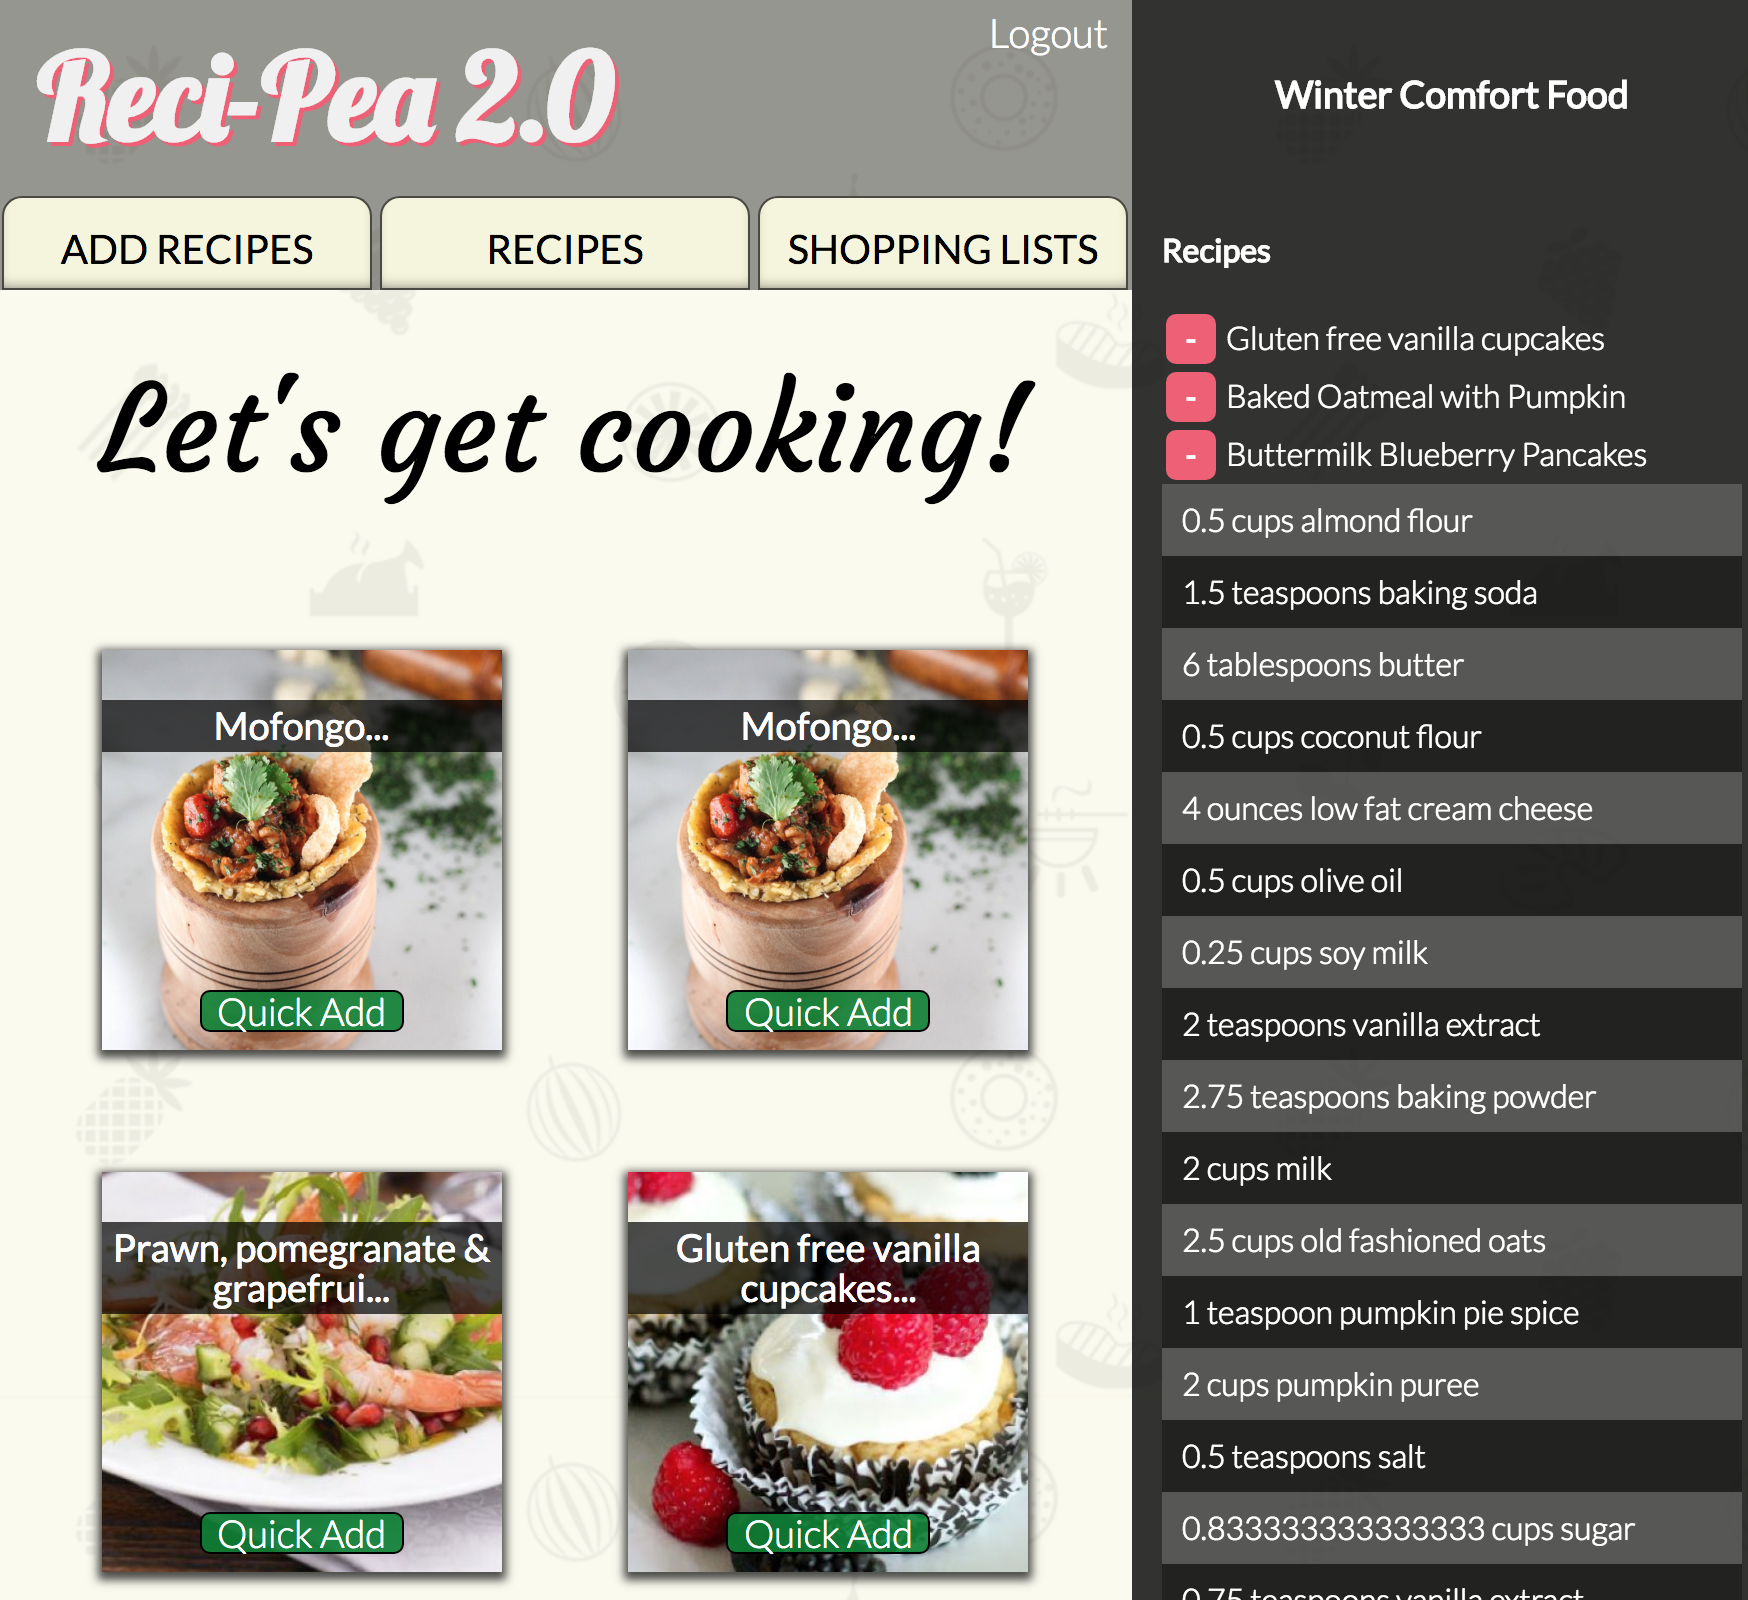 Logout
Reci-Pea 2.0
ADD RECIPES
RECIPES
SHOPPING LISTS
Let's get cooking!
Mofongo...
Quick Add
Mofongo...
Quick Add
Prawn, pomegranate &
grapefrui...
Quick Add
Gluten free vanilla
cupcakes...
Quick Add
Winter Comfort Food
Recipes
- Gluten free vanilla cupcakes
- Baked Oatmeal with Pumpkin
- Buttermilk Blueberry Pancakes
0.5 cups almond flour
1.5 teaspoons baking soda
6 tablespoons butter
0.5 cups coconut flour
4 ounces low fat cream cheese
0.5 cups olive oil
0.25 cups soy milk
2 teaspoons vanilla extract
2.75 teaspoons baking powder
2 cups milk
2.5 cups old fashioned oats
1 teaspoon pumpkin pie spice
2 cups pumpkin puree
0.5 teaspoons salt
0.833333333333333 cups sugar
0.75 teaspoons vanilla extract